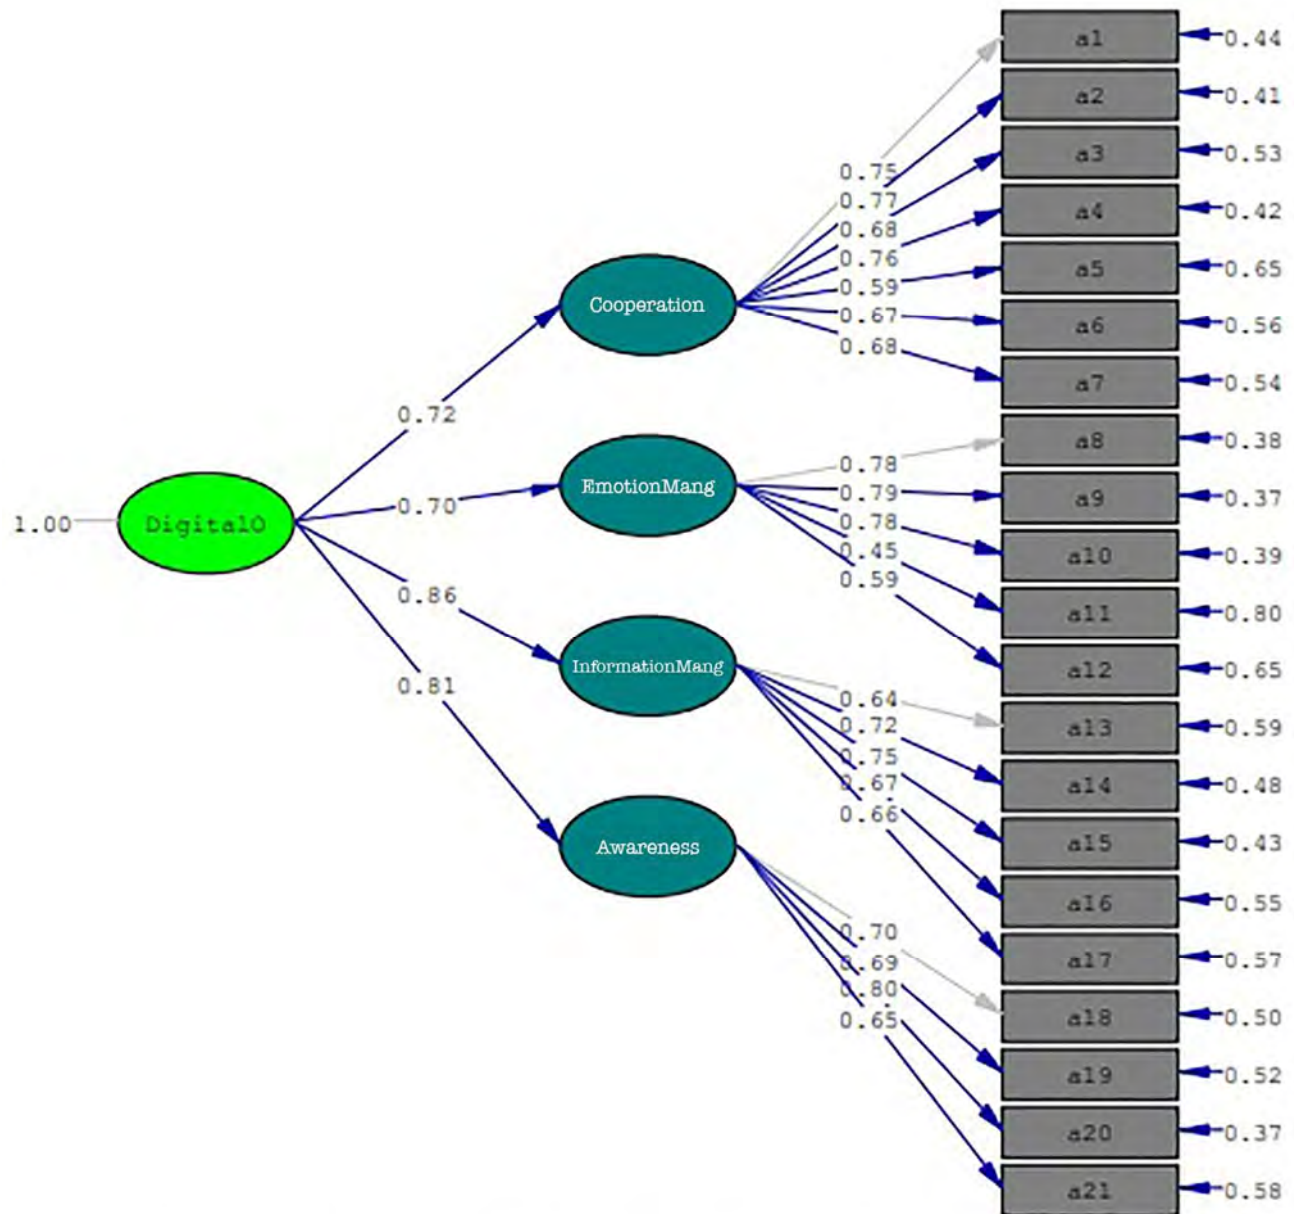 a1
0.44
a2
0.41
a3
0.53
a4
0.42
a5
0.65
a6
0.56
a7
0.54
a8
0.38
a9
0.37
a10
0.39
a11
0.80
a12
0.65
a13
0.59
a14
0.48
a15
0.43
a16
0.55
a17
0.57
a18
0.50
a19
0.52
a20
0.37
a21
0.58
0.75
0.77
0.68
0.76
0.59
0.67
0.68
0.78
0.79
0.78
0.45
0.59
0.64
0.72
0.75
0.67
0.66
0.70
0.69
0.80
0.65
Cooperation
EmotionMang
InformationMang
Awareness
0.72
0.70
0.86
0.81
1.00
DigitalO